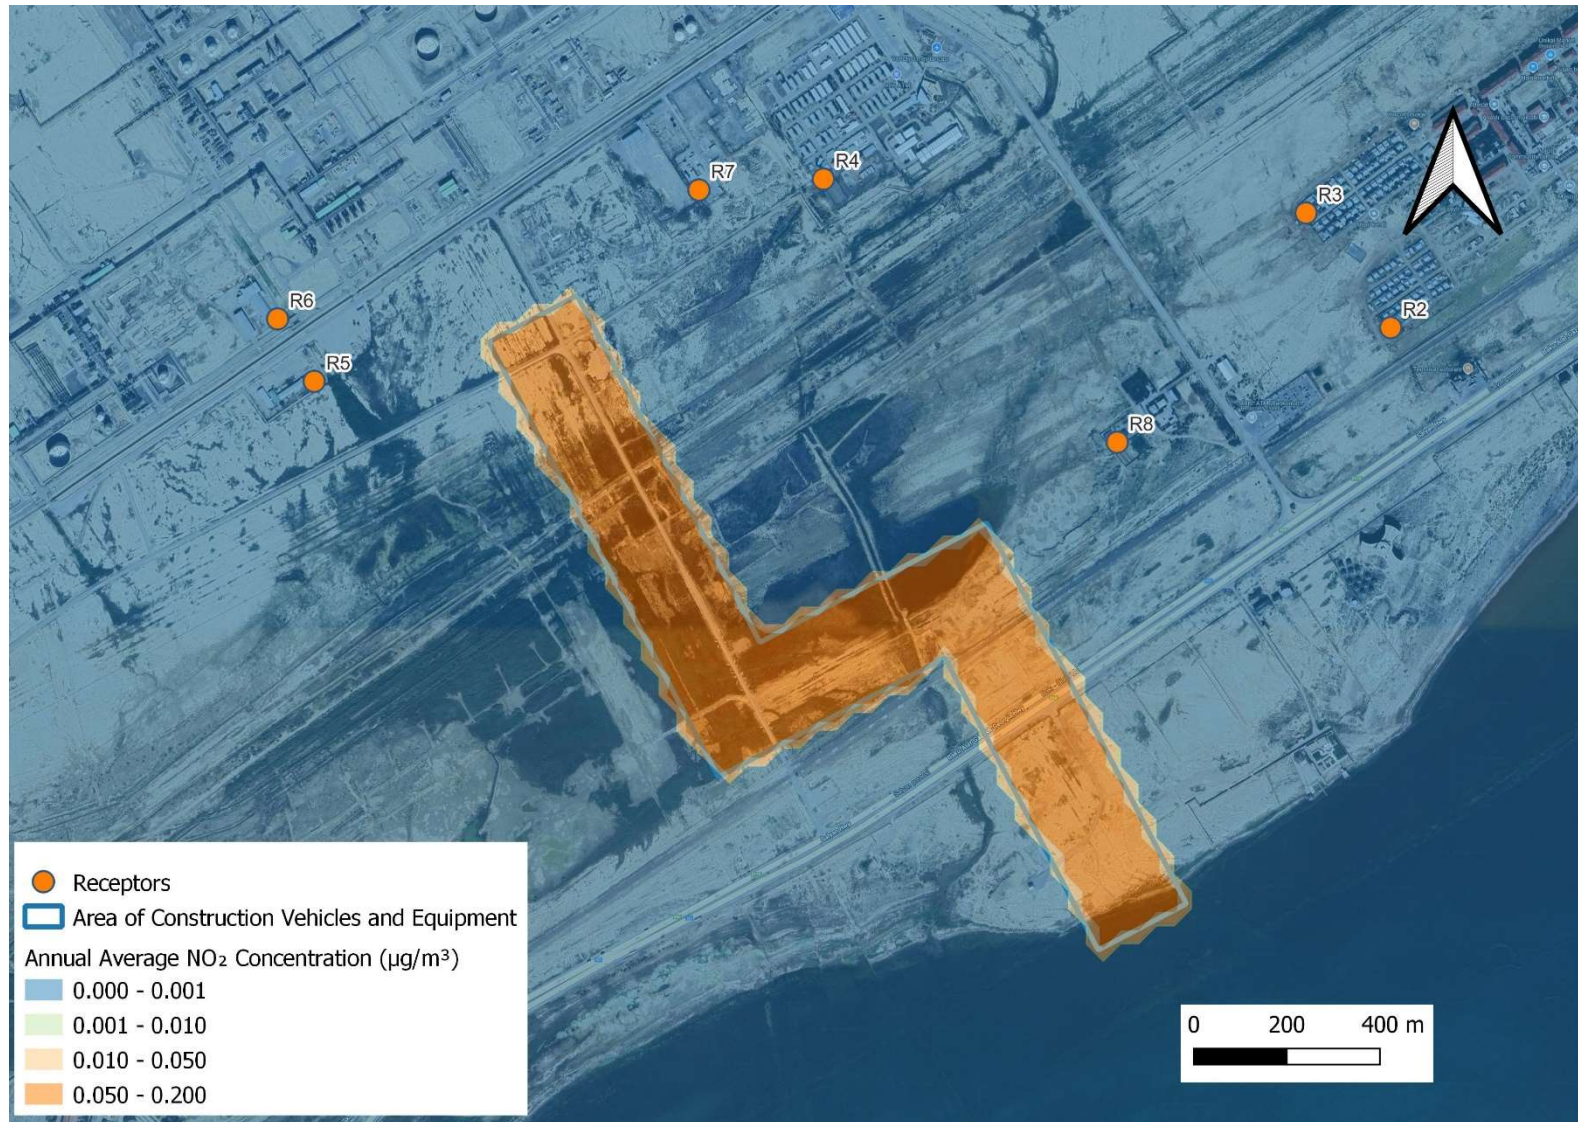 R7
R4
R3
R6
R2
R5
R8
Receptors
Area of Construction Vehicles and Equipment
Annual Average NO₂ Concentration (µg/m³)
0.000 - 0.001
0.001 - 0.010
0.010 - 0.050
0.050 - 0.200
0 200 400 m